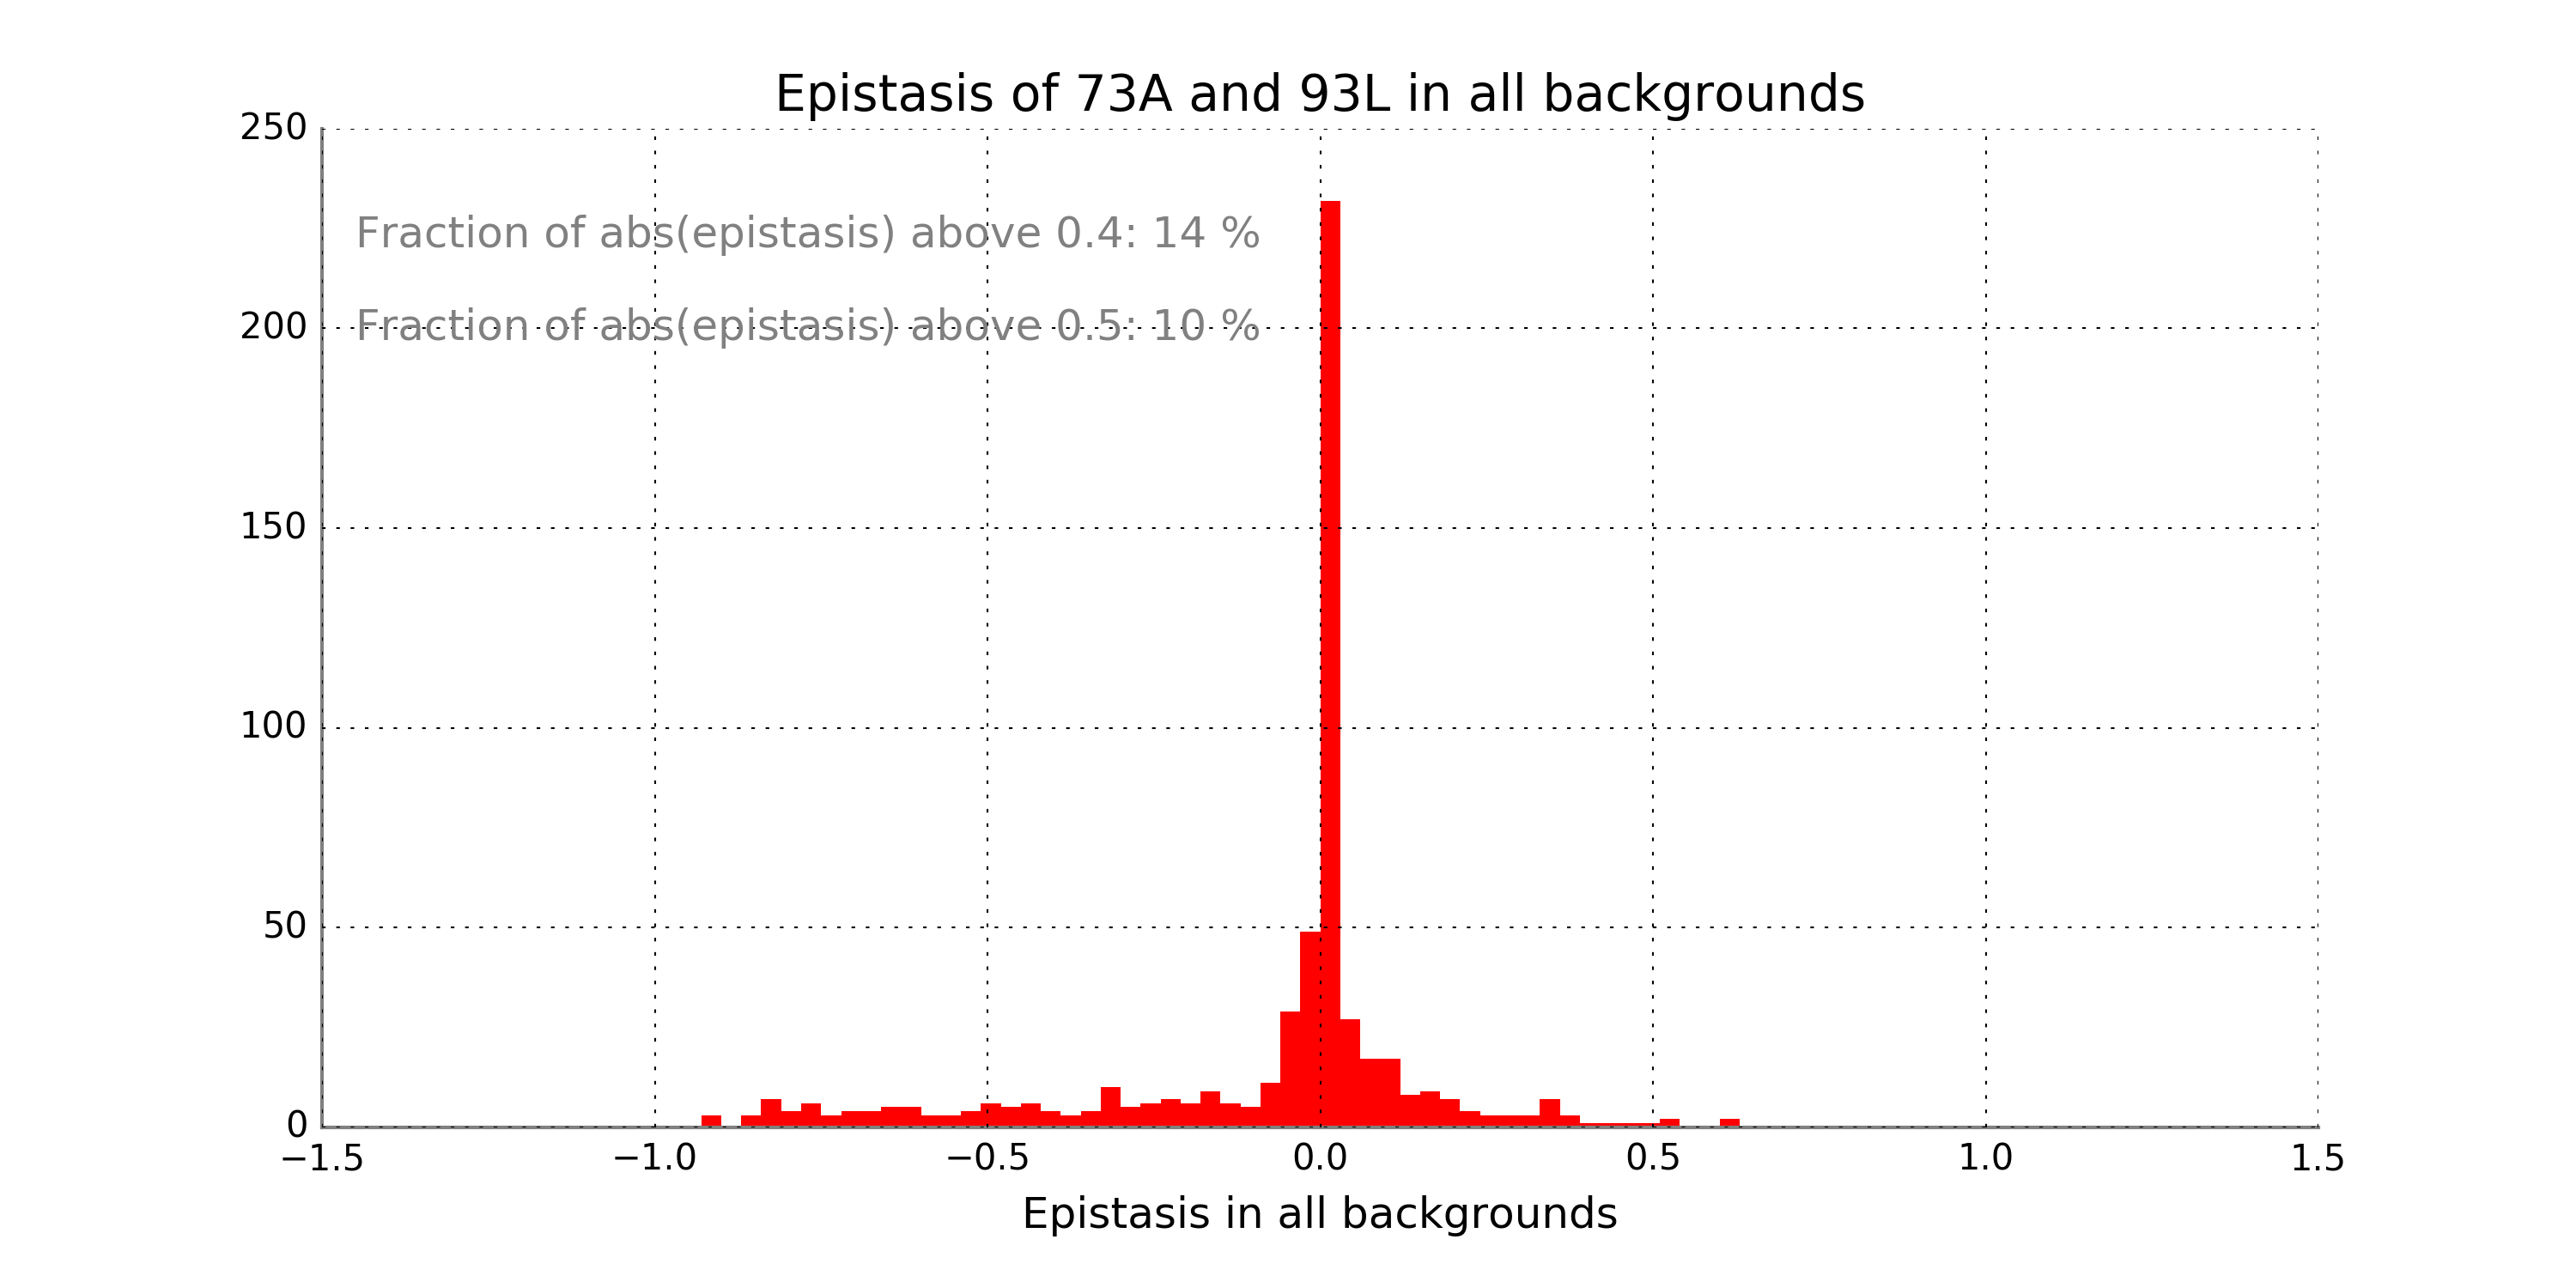 Epistasis of 73A and 93L in all backgrounds
250
Fraction of abs(epistasis) above 0.4: 14 %
200
Fraction of abs(epistasis) above 0.5: 10 %
150
100
50
0
−1.5 −1.0 −0.5 0.0 0.5 1.0 1.5
Epistasis in all backgrounds